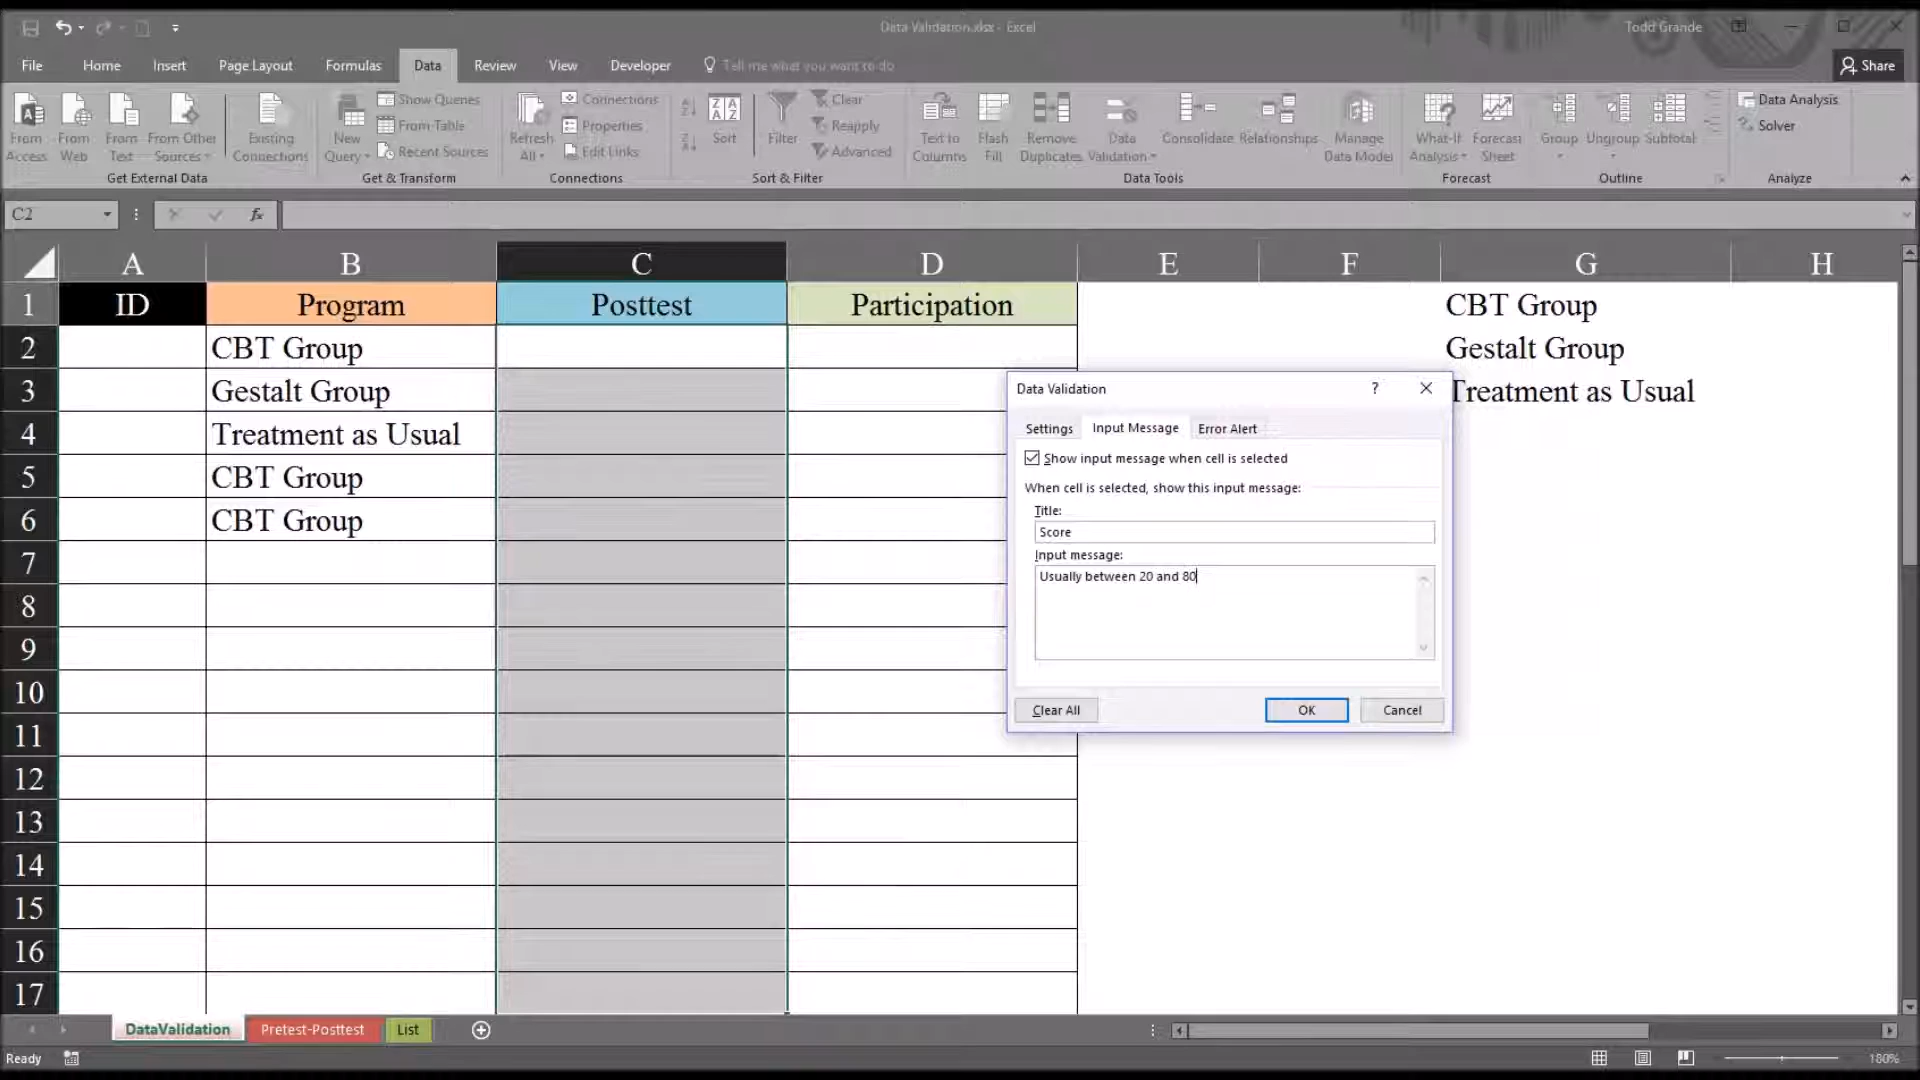 Data Validation.xlsx - Excel
Todd Grande
File Home Insert Page Layout Formulas Data Review View Developer Tell me what you want to do Share
From Access
From Web
From Text
From Other Sources
Existing Connections
Get External Data
New Query
Show Queries
From Table
Recent Sources
Get & Transform
Refresh All
Connections
Properties
Edit Links
Connections
Sort
Filter
Clear
Reapply
Advanced
Sort & Filter
Text to Columns
Flash Fill
Remove Duplicates
Data Validation
Consolidate
Relationships
Manage Data Model
Data Tools
What-If Analysis
Forecast Sheet
Forecast
Group
Ungroup
Subtotal
Outline
Data Analysis
Solver
Analyze
C2 fx
A B C D E F G H
1 ID Program Posttest Participation CBT Group
2 CBT Group Gestalt Group
3 Gestalt Group Treatment as Usual
4 Treatment as Usual
5 CBT Group
6 CBT Group
7
8
9
10
11
12
13
14
15
16
17
Data Validation ?
Settings Input Message Error Alert
Show input message when cell is selected
When cell is selected, show this input message:
Title:
Score
Input message:
Usually between 20 and 80
Clear All OK Cancel
DataValidation Pretest-Posttest List
Ready 180%